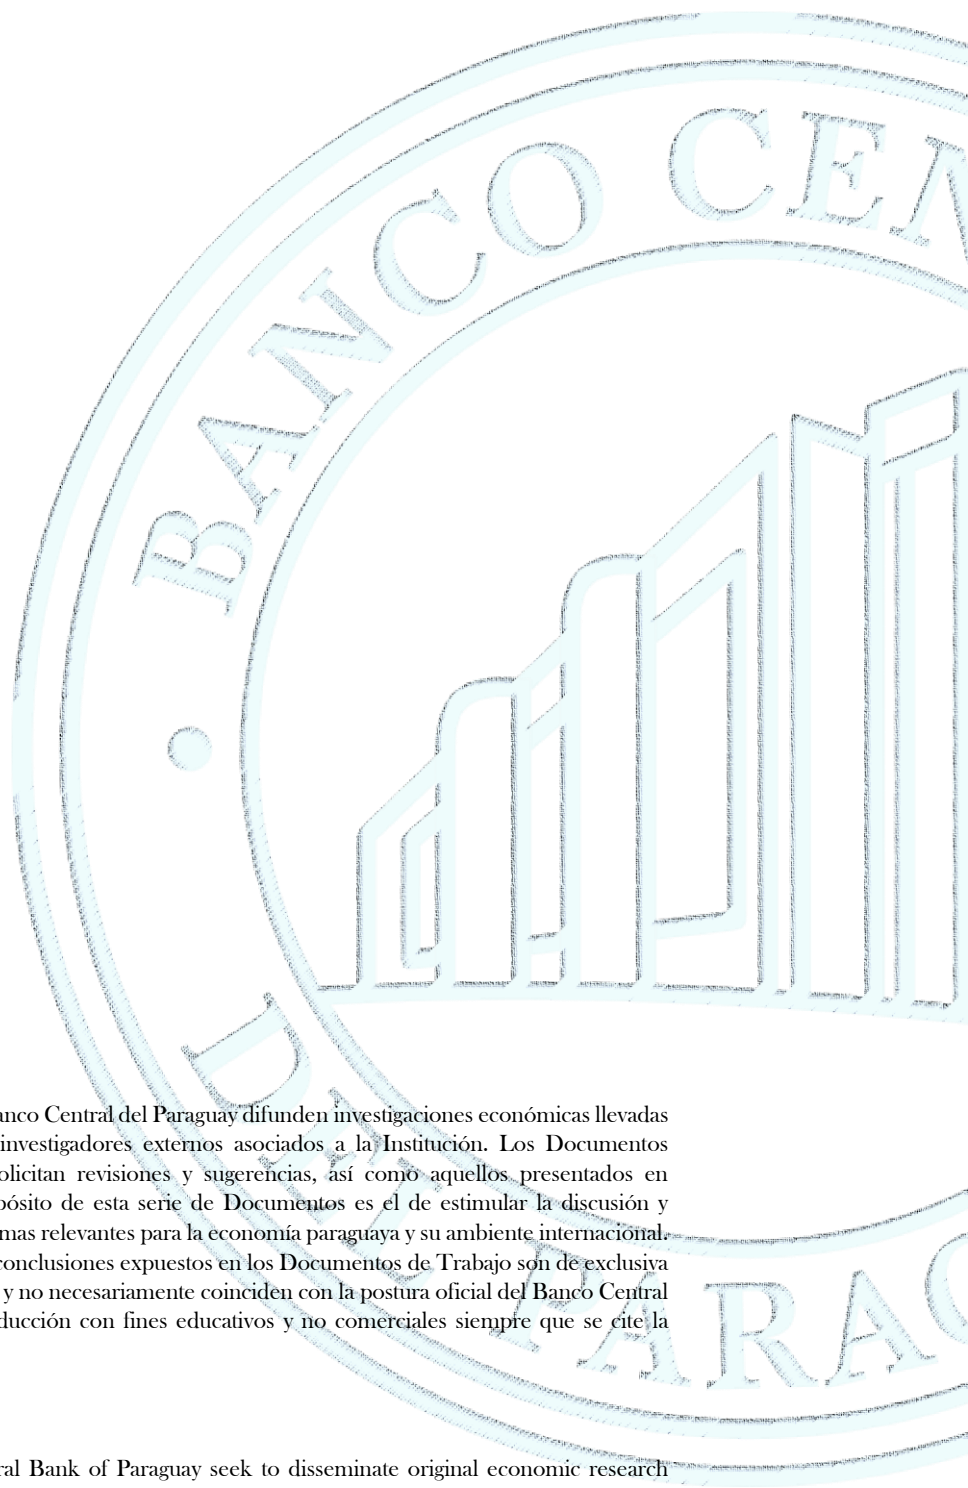 BANCO CEN
DEL PARAG
anco Central del Paraguay difunden investigaciones económicas llevadas
investigadores externos asociados a la Institución. Los Documentos
olicitan revisiones y sugerencias, así como aquellos presentados en
pósito de esta serie de Documentos es el de estimular la discusión y
mas relevantes para la economía paraguaya y su ambiente internacional.
conclusiones expuestos en los Documentos de Trabajo son de exclusiva
y no necesariamente coinciden con la postura oficial del Banco Central
ducción con fines educativos y no comerciales siempre que se cite la
ral Bank of Paraguay seek to disseminate original economic research